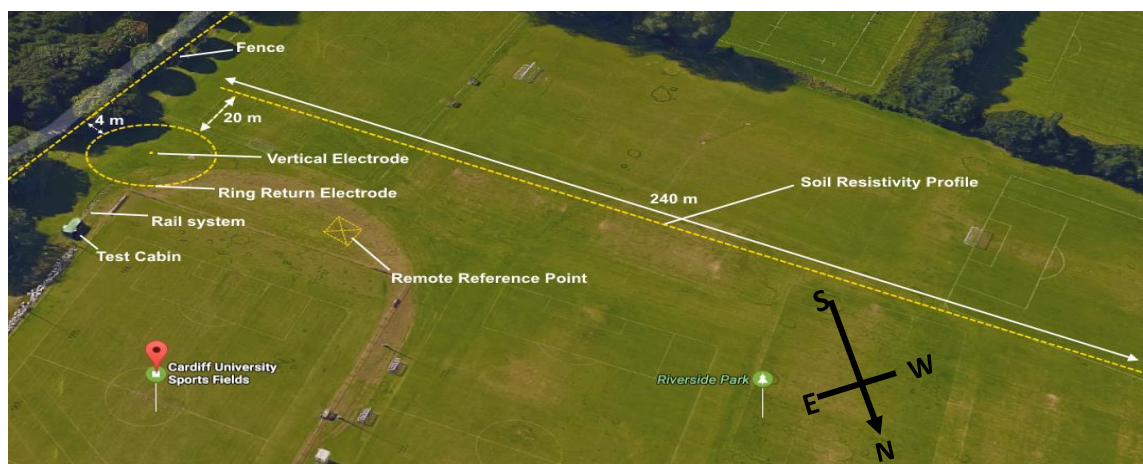 Fence
4 m
20 m
Vertical Electrode
Soil Resistivity Profile
Ring Return Electrode
240 m
Rail system
Test Cabin
Remote Reference Point
S
W
E
N
Cardiff University
Sports Fields
Riverside Park